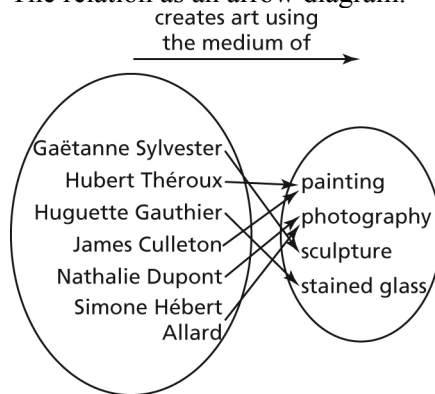 The relation as an arrow diagram:
creates art using
the medium of
Gaëtanne Sylvester
Hubert Théroux
Huguette Gauthier
James Culleton
Nathalie Dupont
Simone Hébert
Allard
painting
photography
sculpture
stained glass